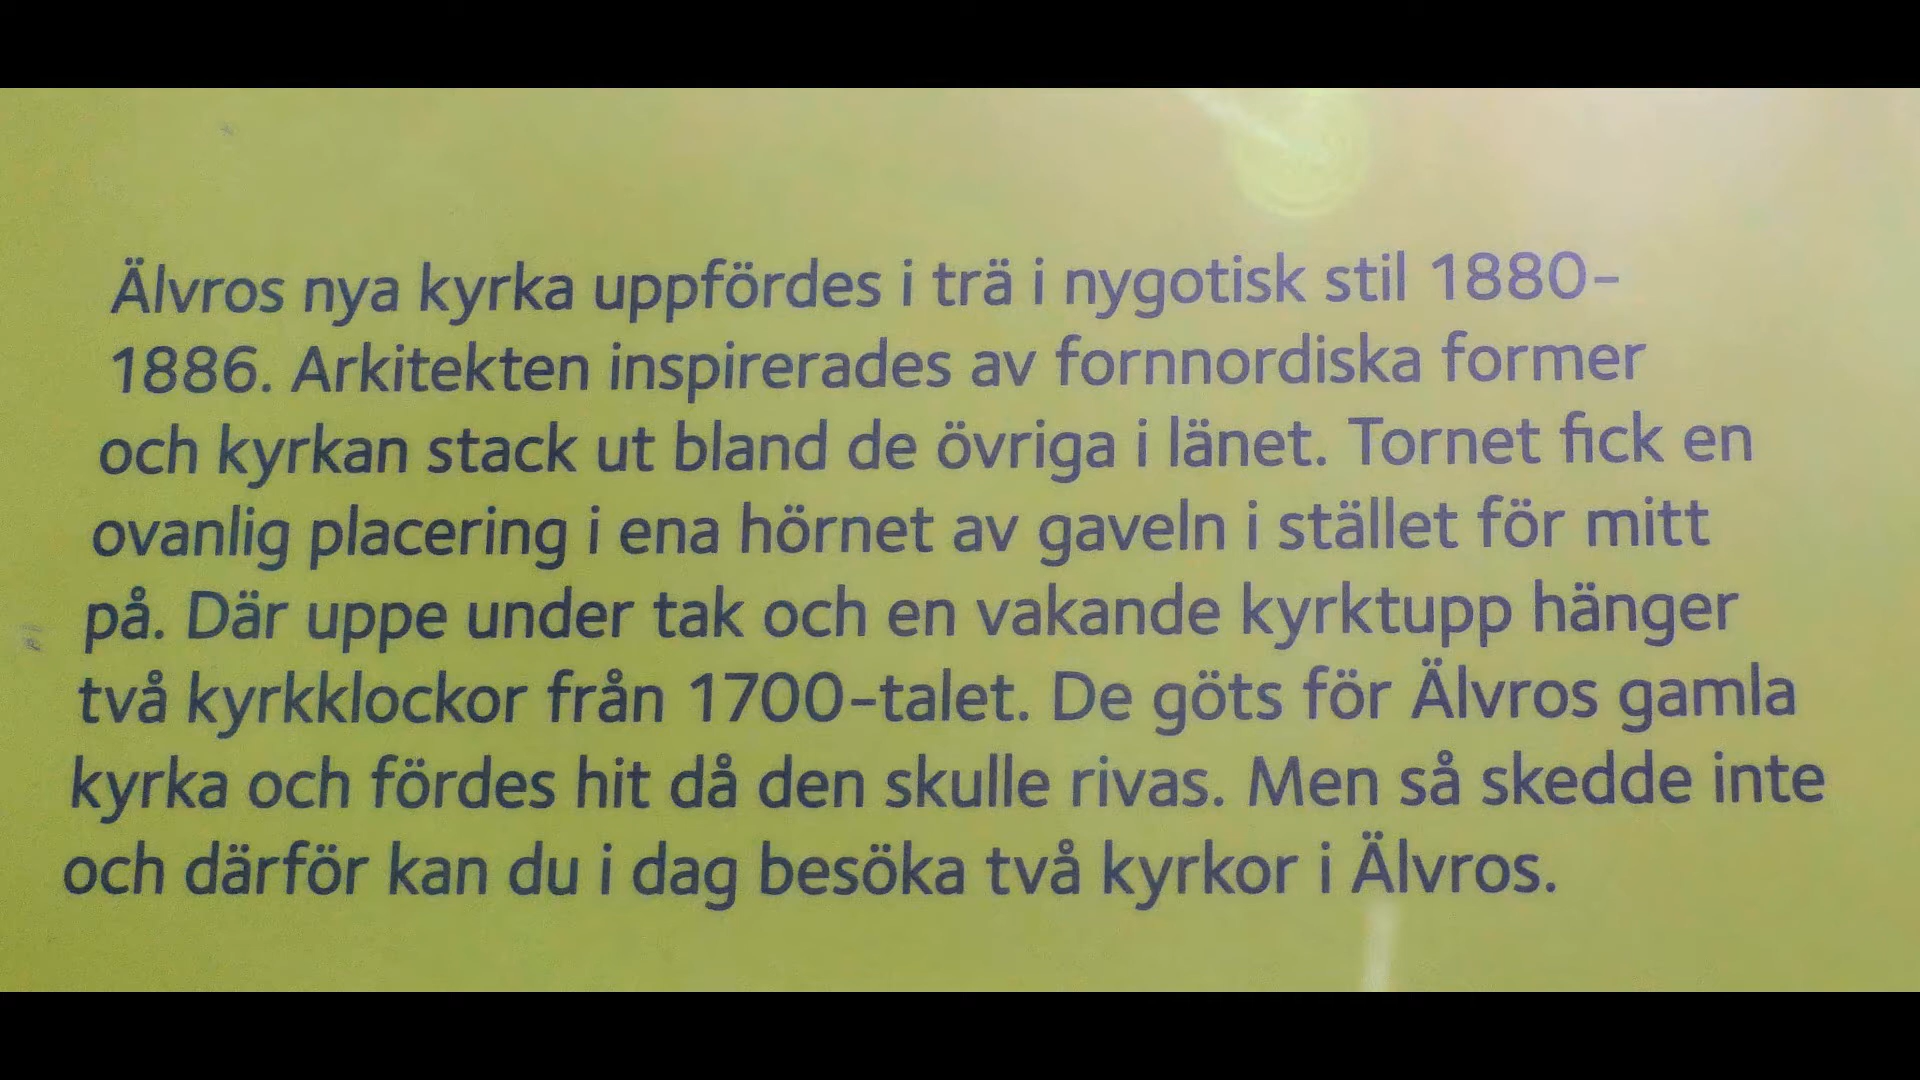 Älvros nya kyrka uppfördes i trä i nygotisk stil 1880–
1886. Arkitekten inspirerades av fornnordiska former
och kyrkan stack ut bland de övriga i länet. Tornet fick en
ovanlig placering i ena hörnet av gaveln i stället för mitt
på. Där uppe under tak och en vakande kyrktupp hänger
två kyrkklockor från 1700-talet. De göts för Älvros gamla
kyrka och fördes hit då den skulle rivas. Men så skedde inte
och därför kan du i dag besöka två kyrkor i Älvros.